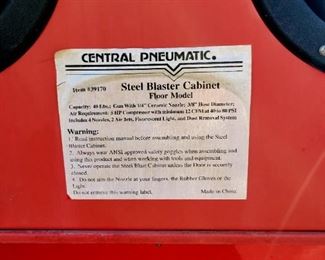 CENTRAL PNEUMATIC®
Item #39170 Steel Blaster Cabinet
Floor Model
Capacity: 40 Lbs.; Gun With 1/4" Ceramic Nozzle; 3/8" Hose Diameter;
Air Requirement: 5 HP Compressor with minimum 12 CFM at 40 to 80 PSI
Includes 4 Nozzles, 2 Air Jets, Fluorescent Light, and Dust Removal System
Warning:
1. Read instruction manual before assembling and using the Steel
Blaster Cabinet.
2. Always wear ANSI approved safety goggles when assembling and
using this product and when working with tools and equipment.
3. Never operate the Steel Blast Cabinet unless the Door is securely
closed.
4. Do not aim the Nozzle at your fingers, the Rubber Gloves or the
Light.
Do not remove this warning label. Made in China